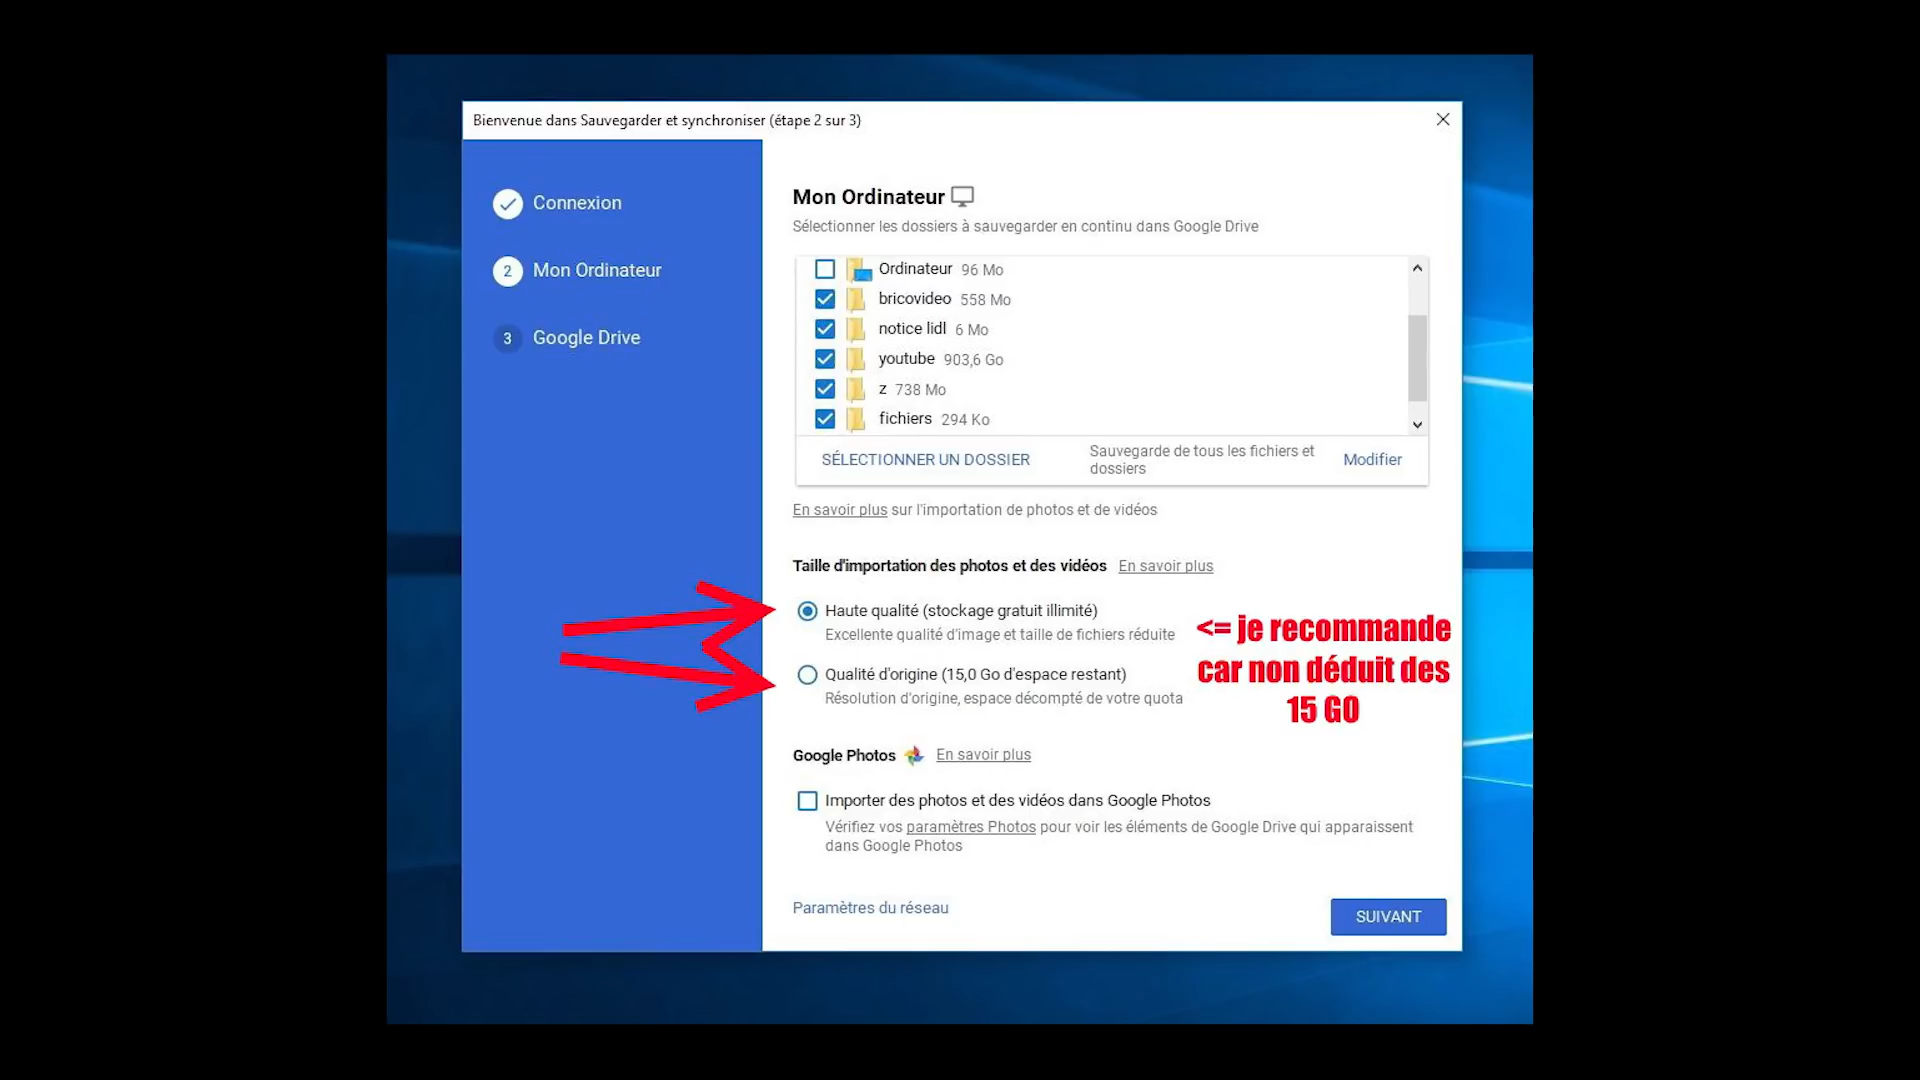 Bienvenue dans Sauvegarder et synchroniser (étape 2 sur 3)
Connexion
2 Mon Ordinateur
3 Google Drive
Mon Ordinateur
Sélectionner les dossiers à sauvegarder en continu dans Google Drive
Ordinateur 96 Mo
bricovideo 558 Mo
notice lidl 6 Mo
youtube 903,6 Go
z 738 Mo
fichiers 294 Ko
SÉLECTIONNER UN DOSSIER
Sauvegarde de tous les fichiers et
dossiers
Modifier
En savoir plus sur l'importation de photos et de vidéos
Taille d'importation des photos et des vidéos En savoir plus
Haute qualité (stockage gratuit illimité)
Excellente qualité d'image et taille de fichiers réduite
Qualité d'origine (15,0 Go d'espace restant)
Résolution d'origine, espace décompté de votre quota
<= je recommande
car non déduit des
15 GO
Google Photos En savoir plus
Importer des photos et des vidéos dans Google Photos
Vérifiez vos paramètres Photos pour voir les éléments de Google Drive qui apparaissent
dans Google Photos
Paramètres du réseau
SUIVANT